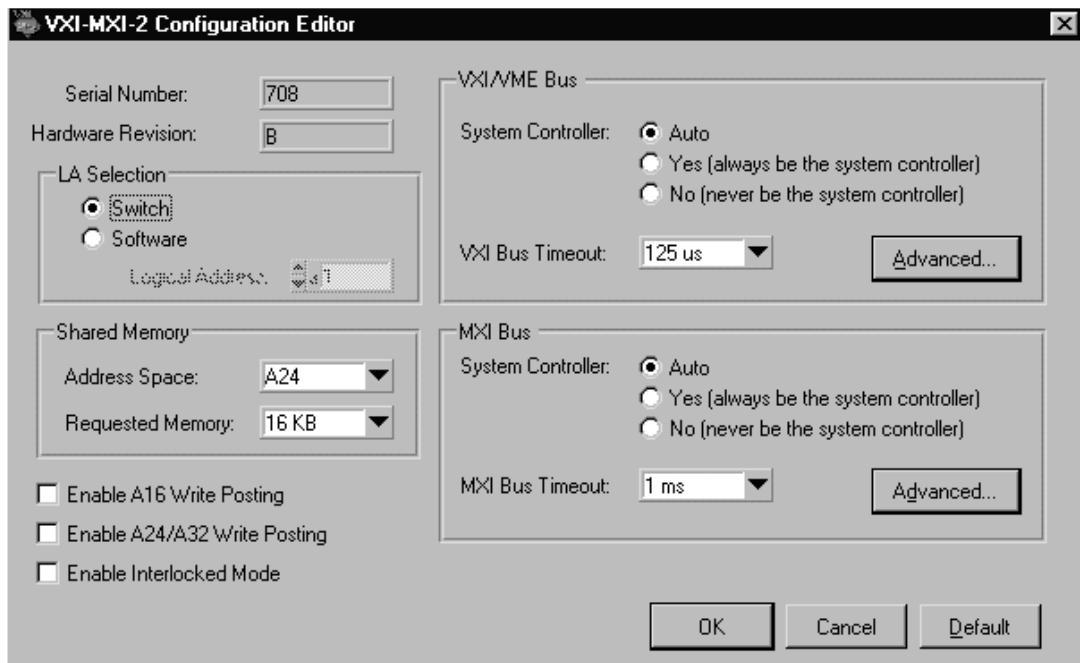 VXI-MXI-2 Configuration Editor
Serial Number: 708
Hardware Revision: B
LA Selection
Switch
Software
Logical Address: 1
Shared Memory
Address Space: A24
Requested Memory: 16 KB
Enable A16 Write Posting
Enable A24/A32 Write Posting
Enable Interlocked Mode
VXI/VME Bus
System Controller: Auto
Yes (always be the system controller)
No (never be the system controller)
VXI Bus Timeout: 125 us
Advanced...
MXI Bus
System Controller: Auto
Yes (always be the system controller)
No (never be the system controller)
MXI Bus Timeout: 1 ms
Advanced...
OK Cancel Default